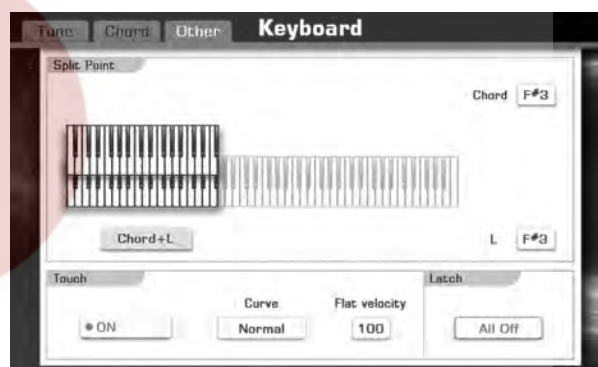 Tune Chord Other Keyboard
Split Point
Chord F#3
Chord+L
L F#3
Touch Latch
Curve Flat velocity
ON Normal 100 All Off